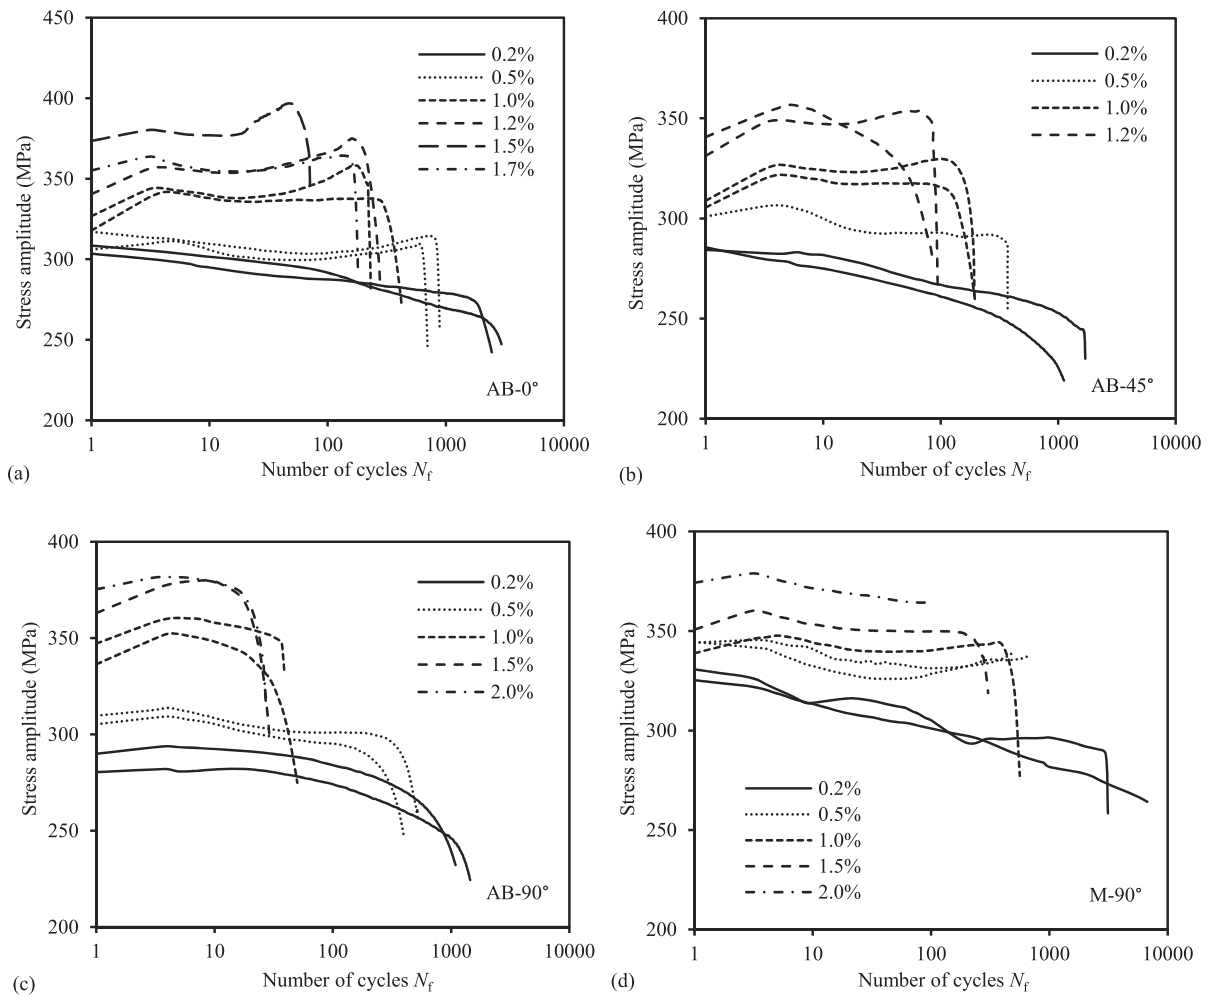 450
400
350
300
250
200
Stress amplitude (MPa)
0.2%
0.5%
1.0%
1.2%
1.5%
1.7%
AB-0°
1 10 100 1000 10000
Number of cycles Nf
(a)
400
350
300
250
200
Stress amplitude (MPa)
0.2%
0.5%
1.0%
1.2%
AB-45°
1 10 100 1000 10000
Number of cycles Nf
(b)
400
350
300
250
200
Stress amplitude (MPa)
0.2%
0.5%
1.0%
1.5%
2.0%
AB-90°
1 10 100 1000 10000
Number of cycles Nf
(c)
400
350
300
250
200
Stress amplitude (MPa)
0.2%
0.5%
1.0%
1.5%
2.0%
M-90°
1 10 100 1000 10000
Number of cycles Nf
(d)